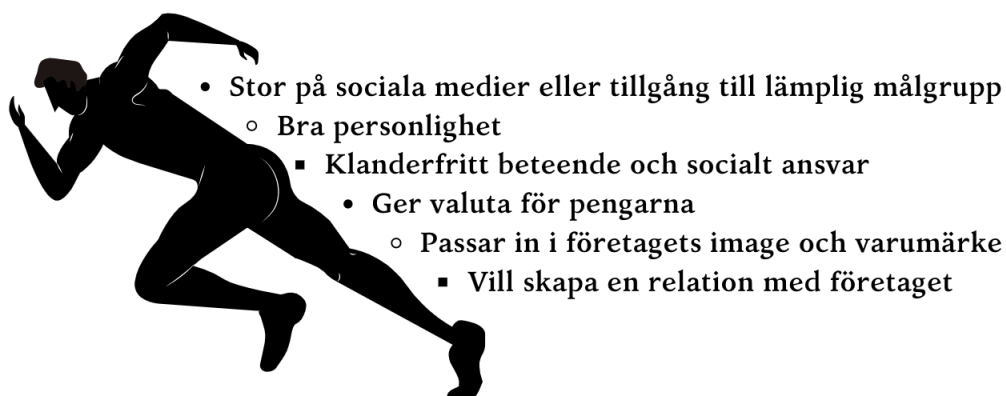 • Stor på sociala medier eller tillgång till lämplig målgrupp
○ Bra personlighet
▪ Klanderfritt beteende och socialt ansvar
• Ger valuta för pengarna
○ Passar in i företagets image och varumärke
▪ Vill skapa en relation med företaget